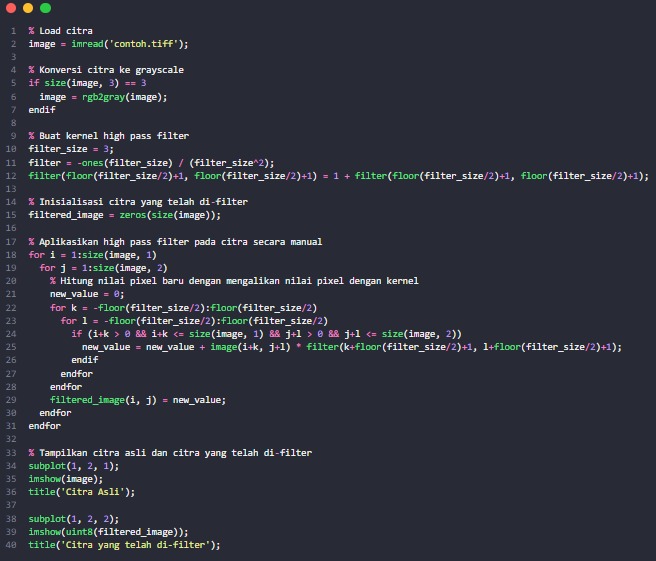 1 % Load citra
2 image = imread('contoh.tiff');
3
4 % Konversi citra ke grayscale
5 if size(image, 3) == 3
6   image = rgb2gray(image);
7 endif
8
9 % Buat kernel high pass filter
10 filter_size = 3;
11 filter = -ones(filter_size) / (filter_size^2);
12 filter(floor(filter_size/2)+1, floor(filter_size/2)+1) = 1 + filter(floor(filter_size/2)+1, floor(filter_size/2)+1);
13
14 % Inisialisasi citra yang telah di-filter
15 filtered_image = zeros(size(image));
16
17 % Aplikasikan high pass filter pada citra secara manual
18 for i = 1:size(image, 1)
19   for j = 1:size(image, 2)
20     % Hitung nilai pixel baru dengan mengalikan nilai pixel dengan kernel
21     new_value = 0;
22     for k = -floor(filter_size/2):floor(filter_size/2)
23       for l = -floor(filter_size/2):floor(filter_size/2)
24         if (i+k > 0 && i+k <= size(image, 1) && j+l > 0 && j+l <= size(image, 2))
25           new_value = new_value + image(i+k, j+l) * filter(k+floor(filter_size/2)+1, l+floor(filter_size/2)+1);
26         endif
27       endfor
28     endfor
29     filtered_image(i, j) = new_value;
30   endfor
31 endfor
32
33 % Tampilkan citra asli dan citra yang telah di-filter
34 subplot(1, 2, 1);
35 imshow(image);
36 title('Citra Asli');
37
38 subplot(1, 2, 2);
39 imshow(uint8(filtered_image));
40 title('Citra yang telah di-filter');